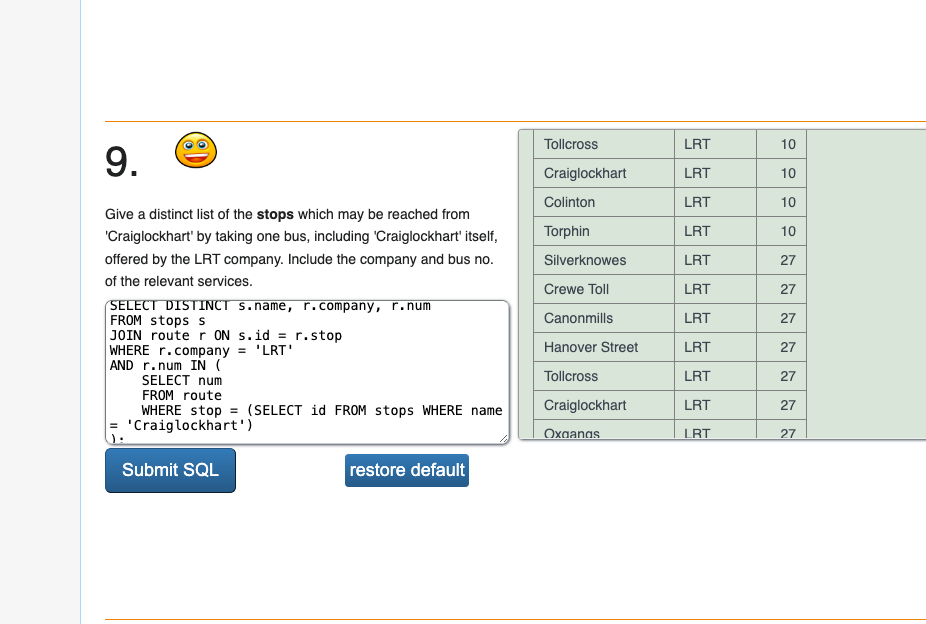 9.
Give a distinct list of the stops which may be reached from
'Craiglockhart' by taking one bus, including 'Craiglockhart' itself,
offered by the LRT company. Include the company and bus no.
of the relevant services.
SELECT DISTINCT s.name, r.company, r.num
FROM stops s
JOIN route r ON s.id = r.stop
WHERE r.company = 'LRT'
AND r.num IN (
    SELECT num
    FROM route
    WHERE stop = (SELECT id FROM stops WHERE name
= 'Craiglockhart')
);
Submit SQL
restore default
Tollcross LRT 10
Craiglockhart LRT 10
Colinton LRT 10
Torphin LRT 10
Silverknowes LRT 27
Crewe Toll LRT 27
Canonmills LRT 27
Hanover Street LRT 27
Tollcross LRT 27
Craiglockhart LRT 27
Oxgangs LRT 27